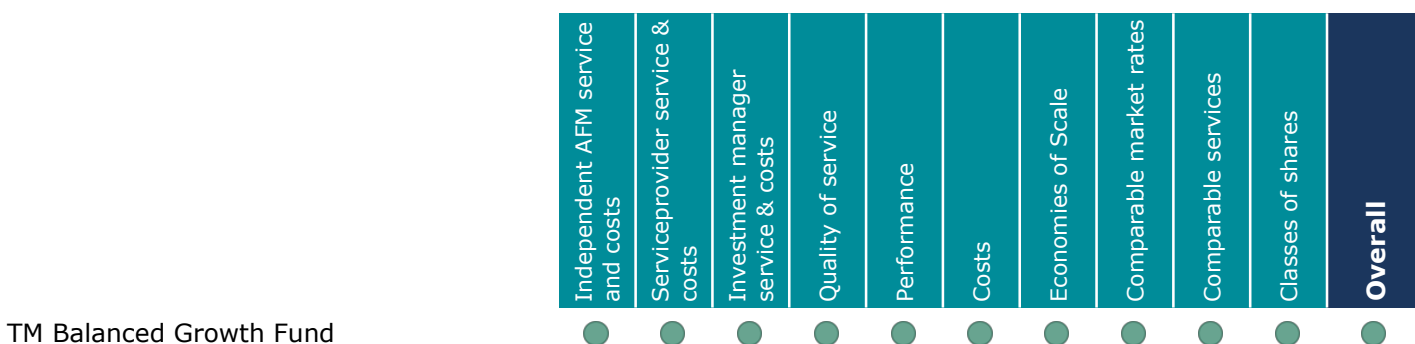 Independent AFM service
and costs
Serviceprovider service &
costs
Investment manager
service & costs
Quality of service
Performance
Costs
Economies of Scale
Comparable market rates
Comparable services
Classes of shares
Overall
TM Balanced Growth Fund